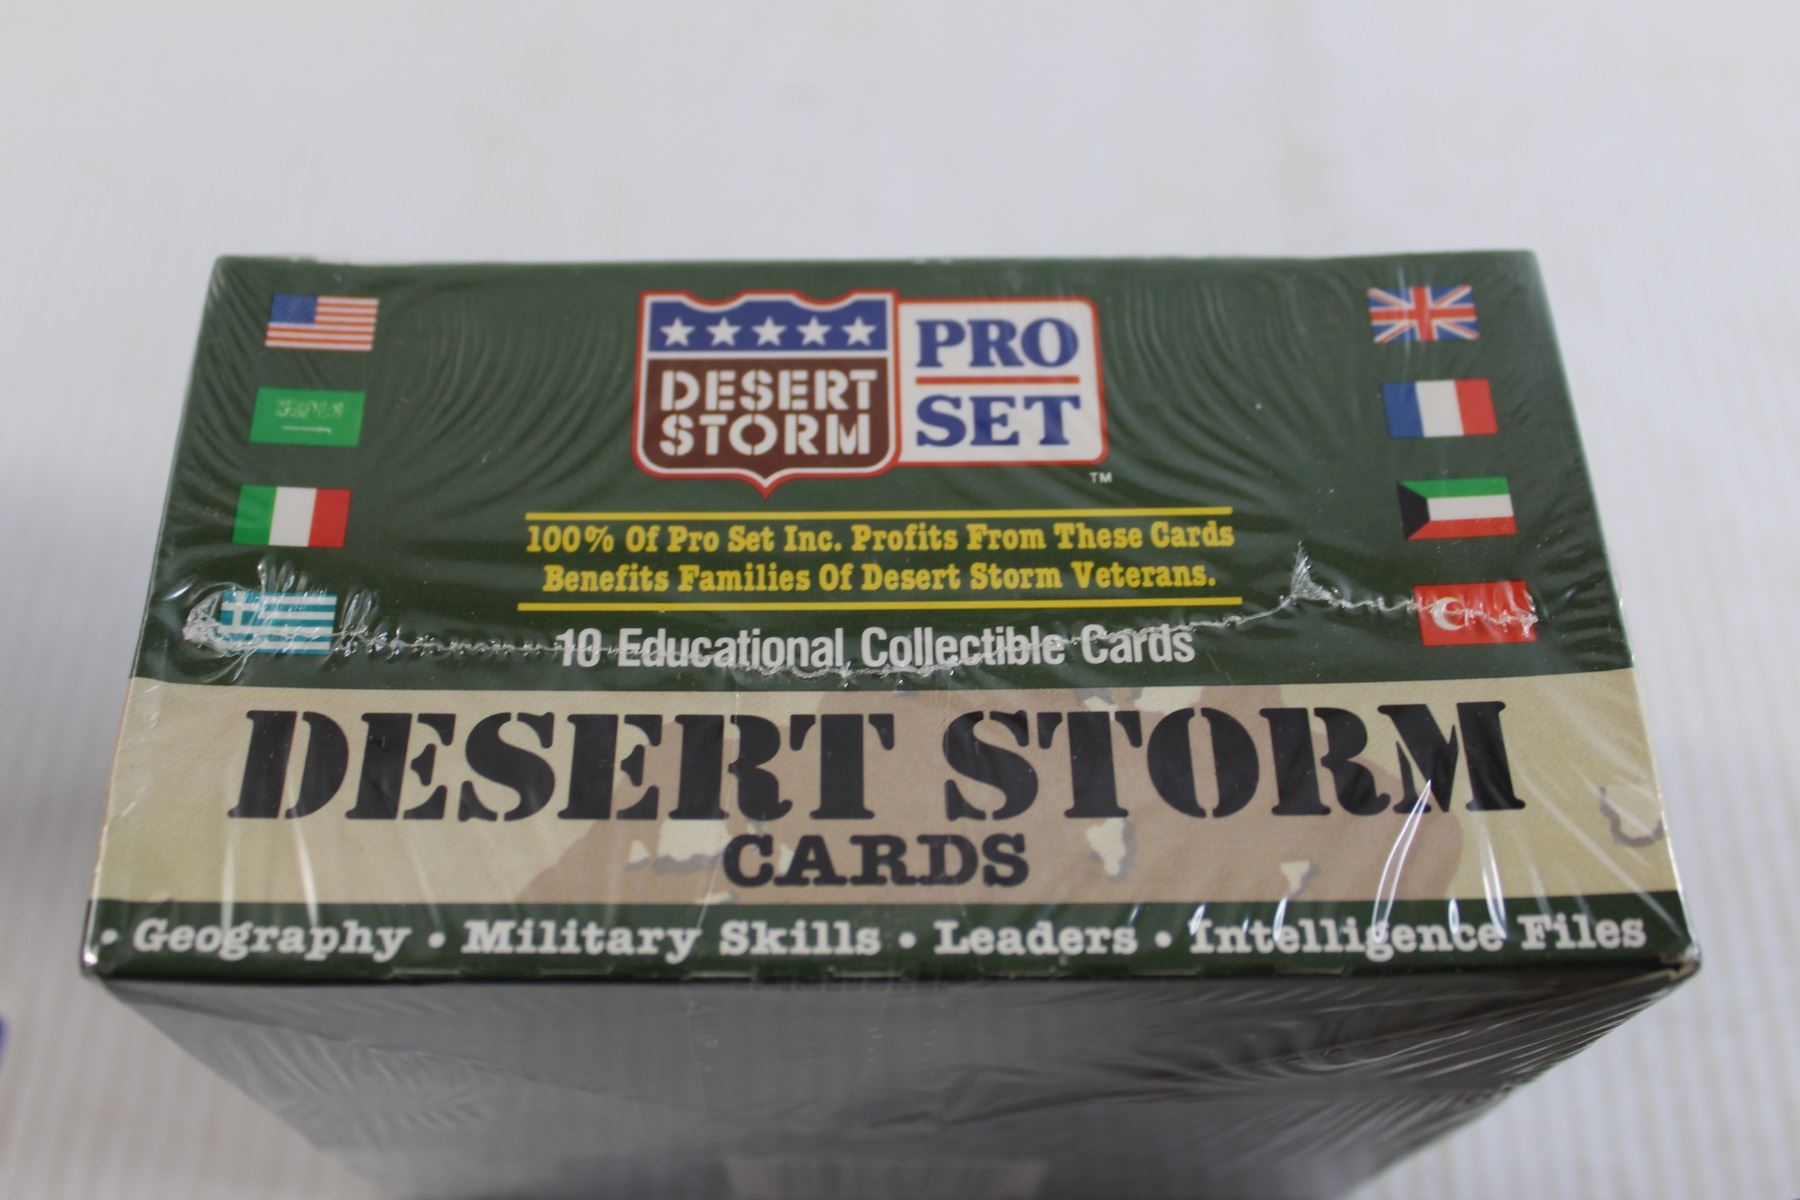 DESERT
STORM
PRO
SET
TM
100% Of Pro Set Inc. Profits From These Cards
Benefits Families Of Desert Storm Veterans.
10 Educational Collectible Cards
DESERT STORM
CARDS
• Geography • Military Skills • Leaders • Intelligence Files